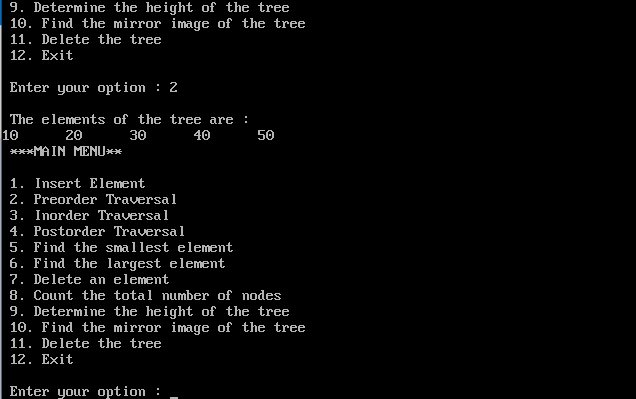 9. Determine the height of the tree
10. Find the mirror image of the tree
11. Delete the tree
12. Exit
Enter your option : 2
The elements of the tree are :
10 20 30 40 50
***MAIN MENU**
1. Insert Element
2. Preorder Traversal
3. Inorder Traversal
4. Postorder Traversal
5. Find the smallest element
6. Find the largest element
7. Delete an element
8. Count the total number of nodes
9. Determine the height of the tree
10. Find the mirror image of the tree
11. Delete the tree
12. Exit
Enter your option : _